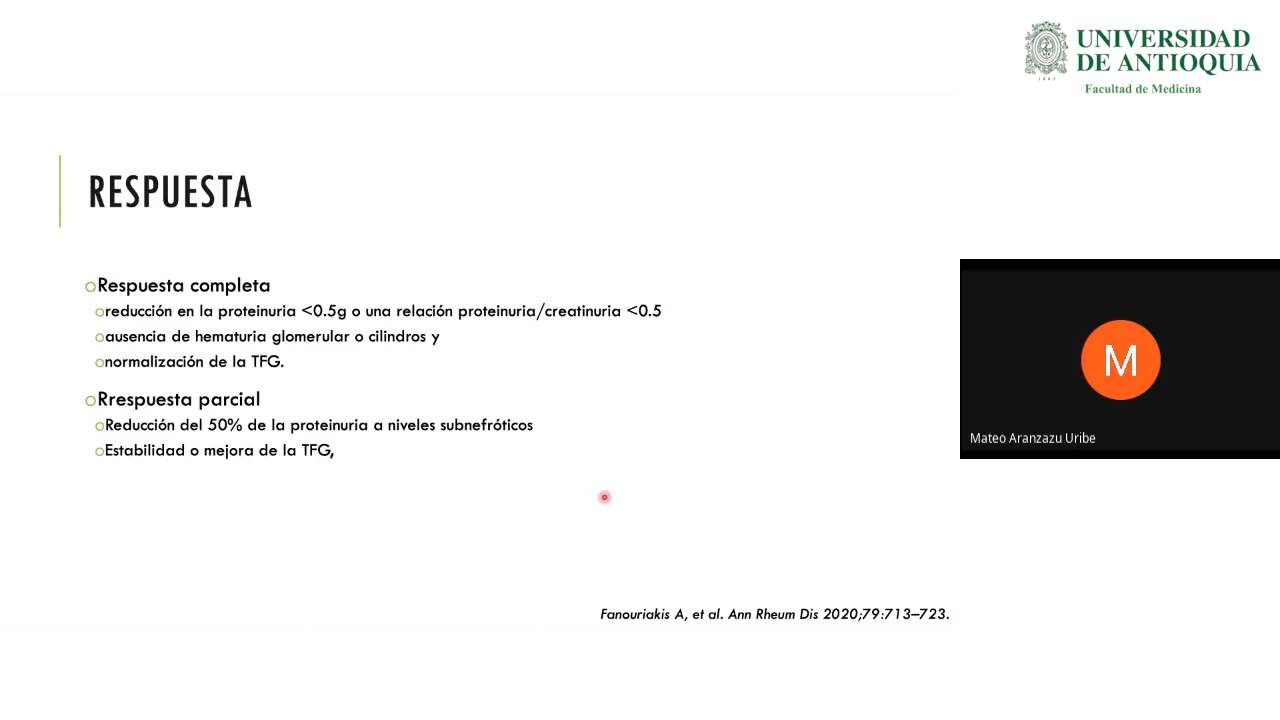 UNIVERSIDAD
DE ANTIOQUIA
1803
Facultad de Medicina
RESPUESTA
Respuesta completa
reducción en la proteinuria <0.5g o una relación proteinuria/creatinuria <0.5
ausencia de hematuria glomerular o cilindros y
normalización de la TFG.
Rrespuesta parcial
Reducción del 50% de la proteinuria a niveles subnefróticos
Estabilidad o mejora de la TFG,
M
Mateo Aranzazu Uribe
Fanouriakis A, et al. Ann Rheum Dis 2020;79:713–723.